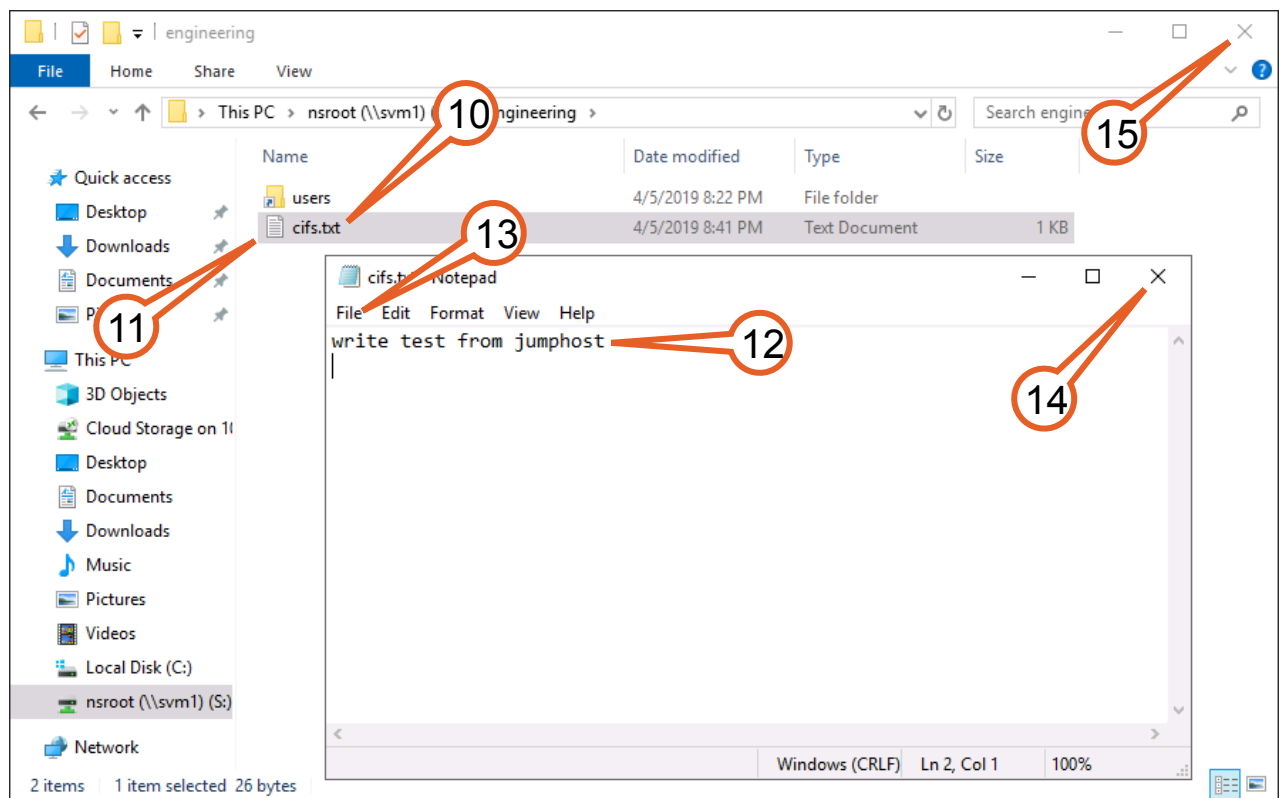 engineering
File Home Share View
This PC > nsroot (\\svm1) ( ngineering >
Search engine
10
15
Name Date modified Type Size
Quick access
users 4/5/2019 8:22 PM File folder
Desktop
cifs.txt 4/5/2019 8:41 PM Text Document 1 KB
13
Downloads
Documents
cifs.t Notepad
11
File Edit Format View Help
write test from jumphost
12
This PC
14
3D Objects
Cloud Storage on 10
Desktop
Documents
Downloads
Music
Pictures
Videos
Local Disk (C:)
nsroot (\\svm1) (S:)
Network
Windows (CRLF) Ln 2, Col 1 100%
2 items 1 item selected 26 bytes